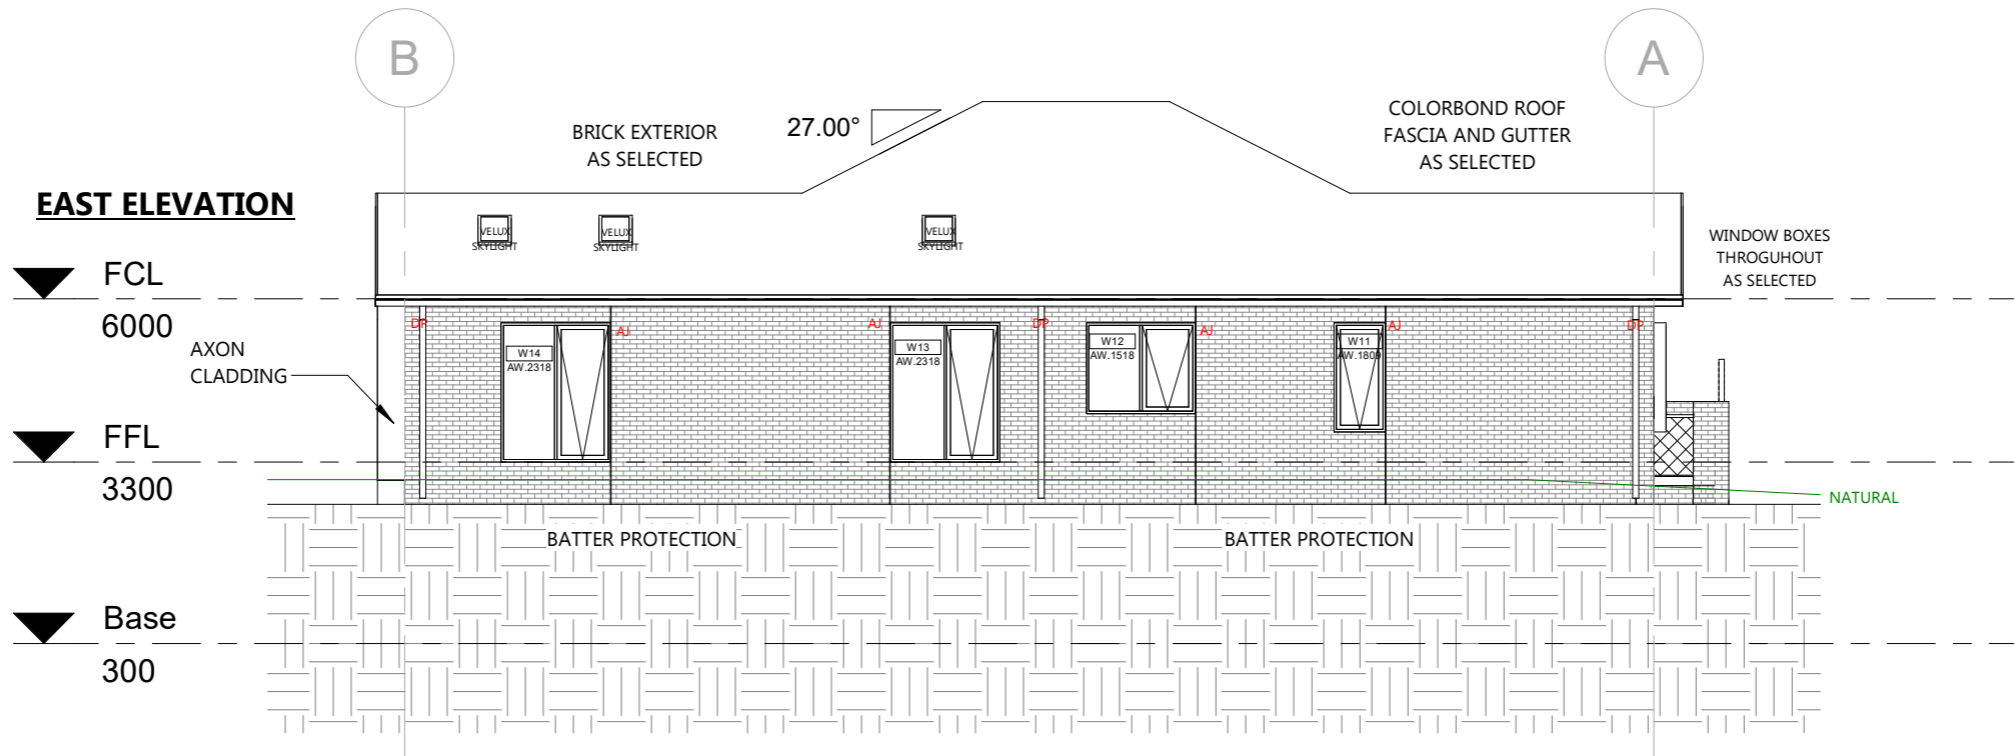 B
A
27.00°
BRICK EXTERIOR
AS SELECTED
COLORBOND ROOF
FASCIA AND GUTTER
AS SELECTED
EAST ELEVATION
VELUX
SKYLIGHT
VELUX
SKYLIGHT
VELUX
SKYLIGHT
WINDOW BOXES
THROGUHOUT
AS SELECTED
FCL
6000
AXON
CLADDING
DP
AJ
AJ
DP
AJ
AJ
DP
W14
AW.2318
W13
AW.2318
W12
AW.1518
W11
AW.1809
FFL
3300
NATURAL
BATTER PROTECTION
BATTER PROTECTION
Base
300